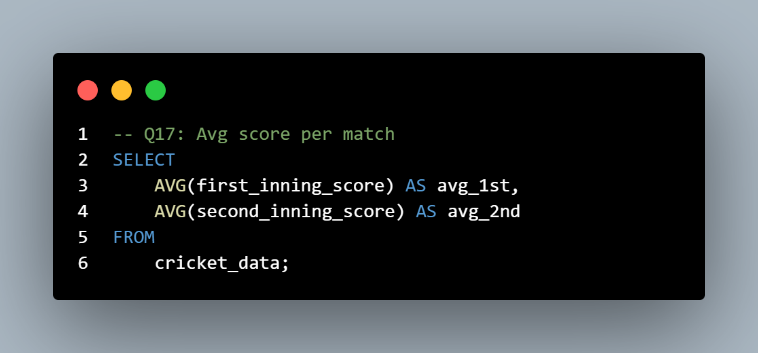 1 -- Q17: Avg score per match
2 SELECT
3     AVG(first_inning_score) AS avg_1st,
4     AVG(second_inning_score) AS avg_2nd
5 FROM
6     cricket_data;